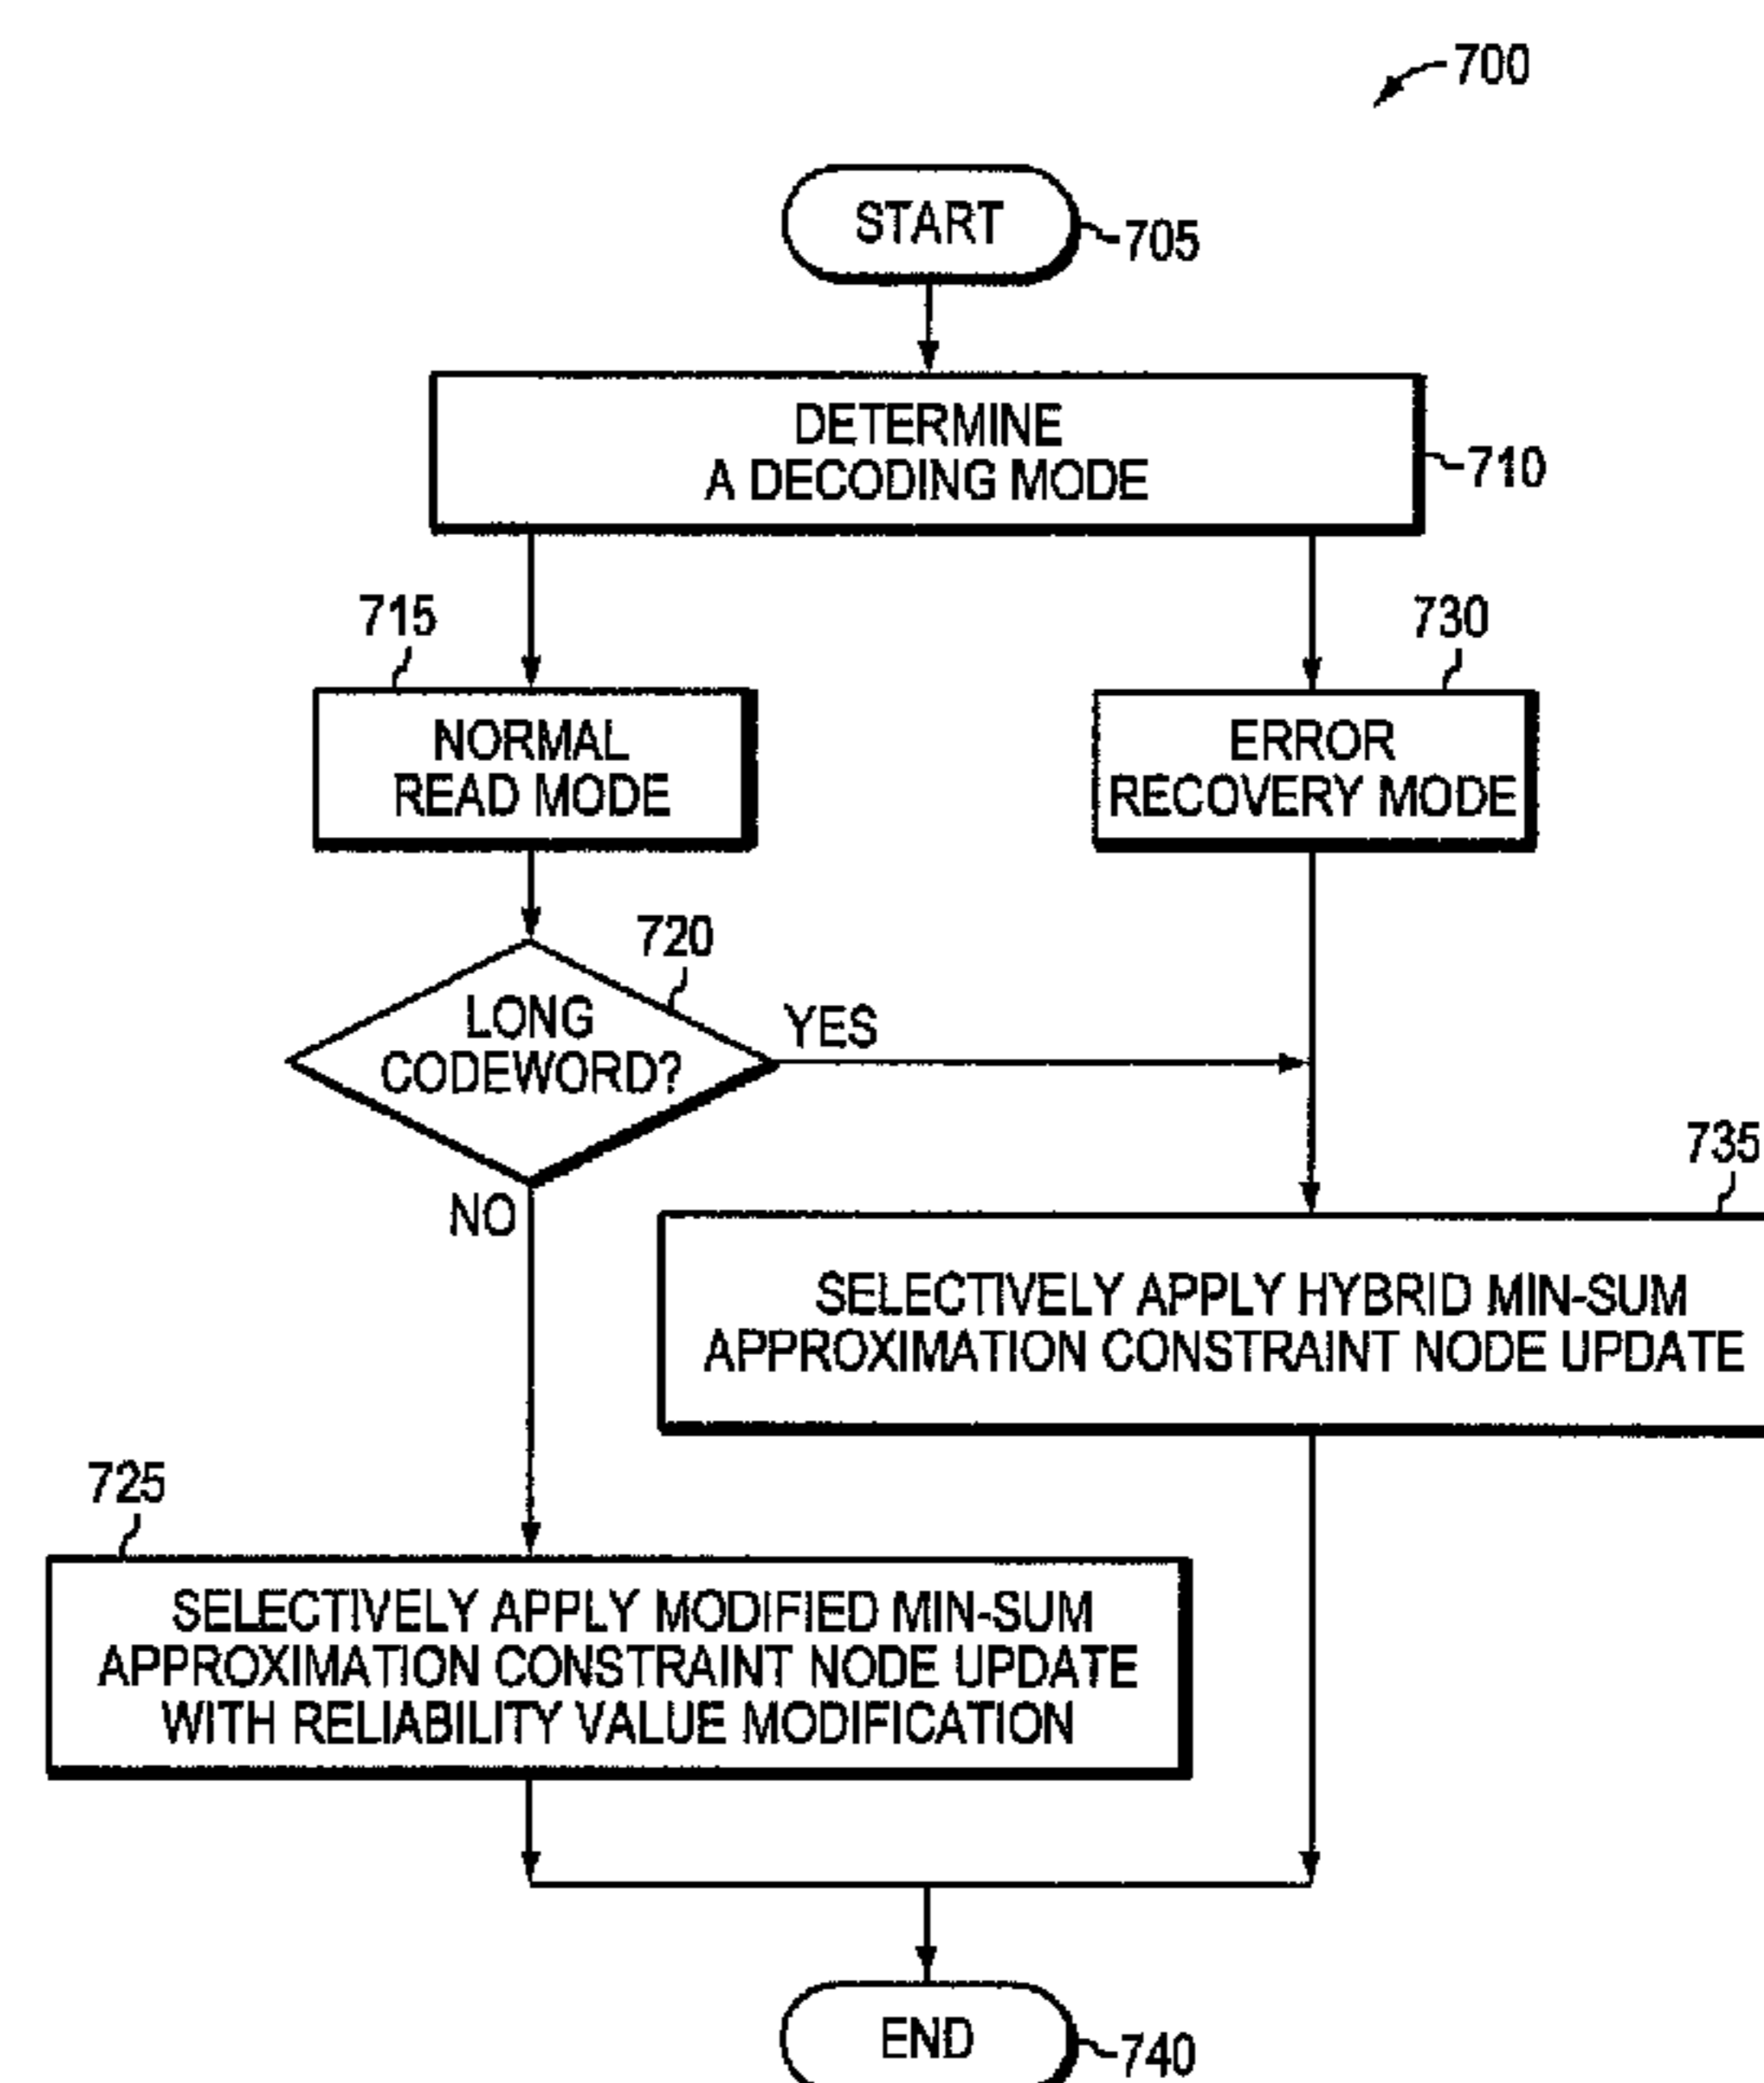 700
START
705
DETERMINE
A DECODING MODE
710
715
NORMAL
READ MODE
730
ERROR
RECOVERY MODE
720
LONG
CODEWORD?
YES
NO
735
SELECTIVELY APPLY HYBRID MIN-SUM
APPROXIMATION CONSTRAINT NODE UPDATE
725
SELECTIVELY APPLY MODIFIED MIN-SUM
APPROXIMATION CONSTRAINT NODE UPDATE
WITH RELIABILITY VALUE MODIFICATION
END
740